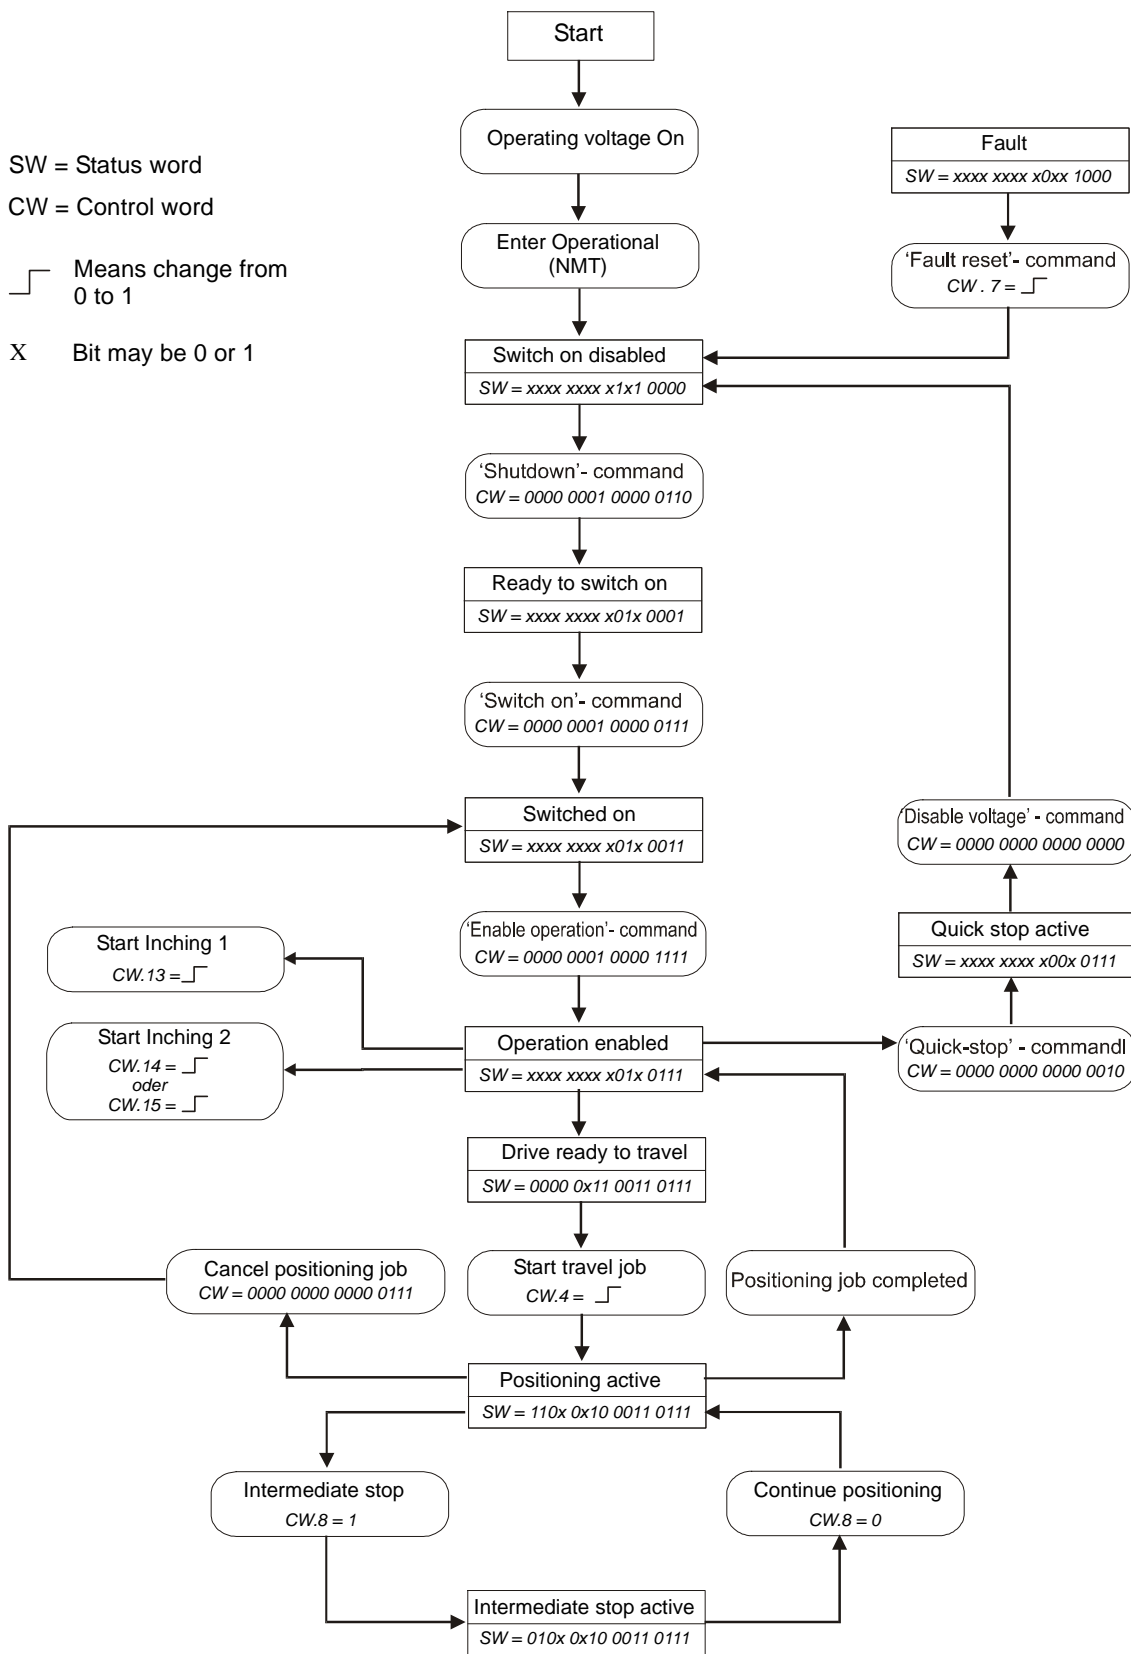 Start
Operating voltage On
SW = Status word
CW = Control word
Means change from
0 to 1
X Bit may be 0 or 1
Fault
SW = xxxx xxxx x0xx 1000
Enter Operational
(NMT)
'Fault reset'- command
CW . 7 =
Switch on disabled
SW = xxxx xxxx x1x1 0000
'Shutdown'- command
CW = 0000 0001 0000 0110
Ready to switch on
SW = xxxx xxxx x01x 0001
'Switch on'- command
CW = 0000 0001 0000 0111
Switched on
SW = xxxx xxxx x01x 0011
'Disable voltage' - command
CW = 0000 0000 0000 0000
'Enable operation'- command
CW = 0000 0001 0000 1111
Start Inching 1
CW.13 =
Quick stop active
SW = xxxx xxxx x00x 0111
Start Inching 2
CW.14 =
oder
CW.15 =
Operation enabled
SW = xxxx xxxx x01x 0111
'Quick-stop' - commandl
CW = 0000 0000 0000 0010
Drive ready to travel
SW = 0000 0x11 0011 0111
Cancel positioning job
CW = 0000 0000 0000 0111
Start travel job
CW.4 =
Positioning job completed
Positioning active
SW = 110x 0x10 0011 0111
Intermediate stop
CW.8 = 1
Continue positioning
CW.8 = 0
Intermediate stop active
SW = 010x 0x10 0011 0111